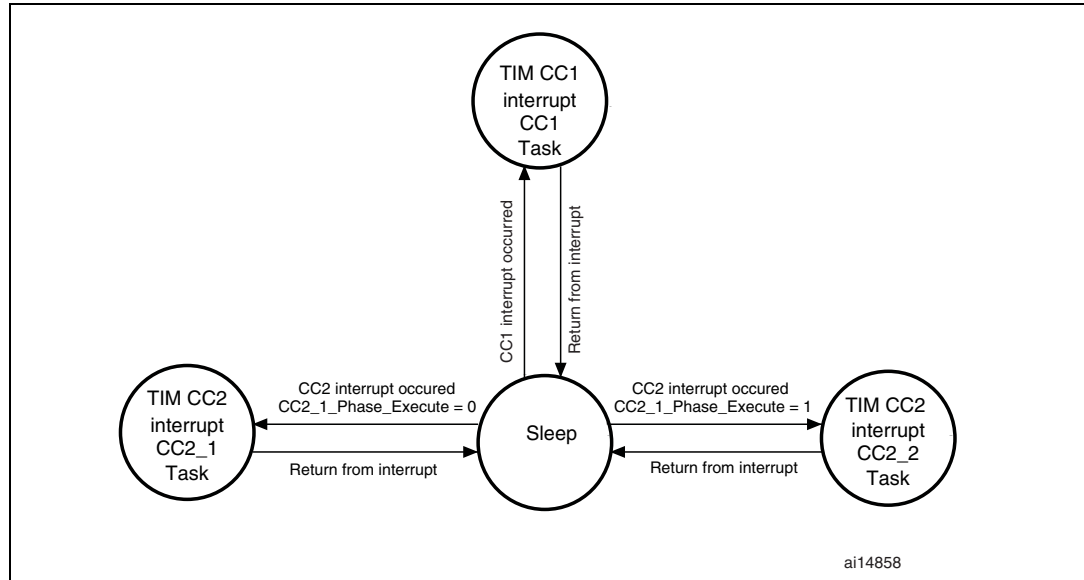 TIM CC1
interrupt
CC1
Task
CC1 interrupt occurred
Return from interrupt
TIM CC2
interrupt
CC2_1
Task
CC2 interrupt occured
CC2_1_Phase_Execute = 0
Return from interrupt
Sleep
CC2 interrupt occured
CC2_1_Phase_Execute = 1
Return from interrupt
TIM CC2
interrupt
CC2_2
Task
ai14858